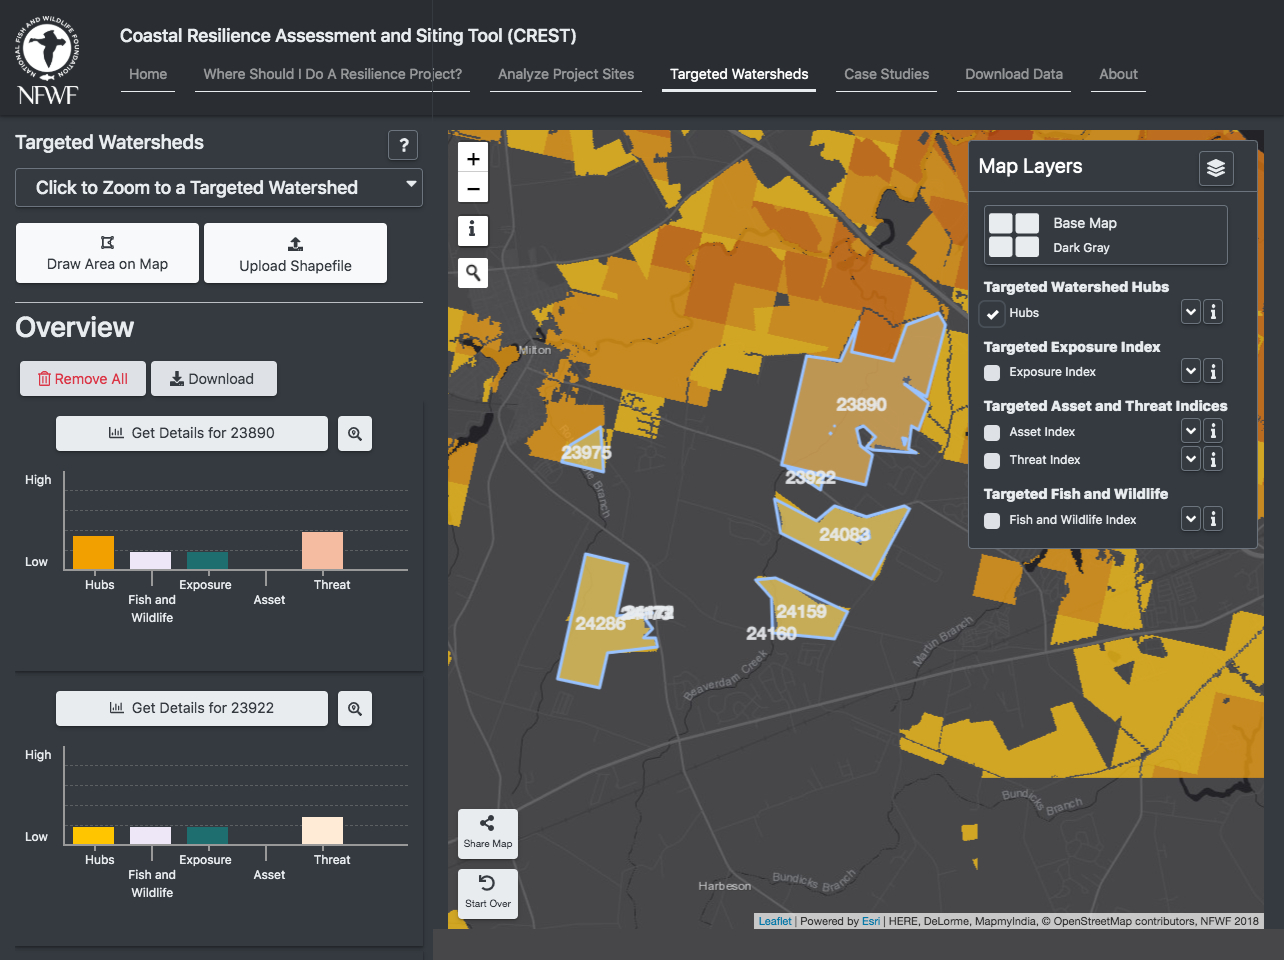 NATIONAL FISH AND WILDLIFE FOUNDATION
NFWF
Coastal Resilience Assessment and Siting Tool (CREST)
Home
Where Should I Do A Resilience Project?
Analyze Project Sites
Targeted Watersheds
Case Studies
Download Data
About
Targeted Watersheds
?
Click to Zoom to a Targeted Watershed
Draw Area on Map
Upload Shapefile
Overview
Remove All
Download
Get Details for 23890
High
Low
Hubs
Fish and
Wildlife
Exposure
Asset
Threat
Get Details for 23922
High
Low
Hubs
Fish and
Wildlife
Exposure
Asset
Threat
+
−
i
Milton
23890
23975
23922
24083
24159
24160
24286
Beaverdam Creek
Martin Branch
Bundicks Branch
Bundicks Branch
Harbeson
Share Map
Start Over
Map Layers
Base Map
Dark Gray
Targeted Watershed Hubs
Hubs
i
Targeted Exposure Index
Exposure Index
i
Targeted Asset and Threat Indices
Asset Index
i
Threat Index
i
Targeted Fish and Wildlife
Fish and Wildlife Index
i
Leaflet | Powered by Esri | HERE, DeLorme, MapmyIndia, © OpenStreetMap contributors, NFWF 2018